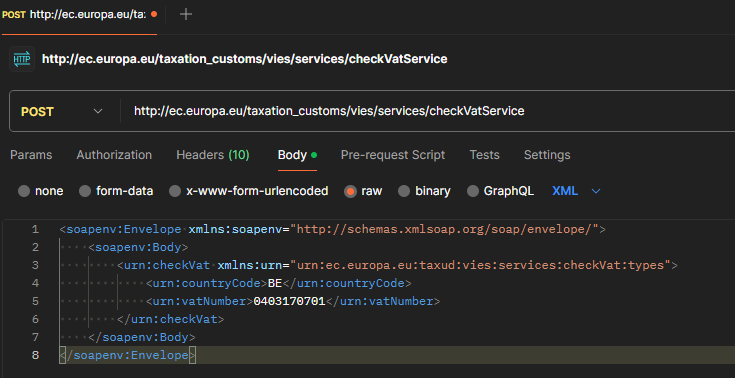 POST http://ec.europa.eu/ta:
HTTP http://ec.europa.eu/taxation_customs/vies/services/checkVatService
POST http://ec.europa.eu/taxation_customs/vies/services/checkVatService
Params Authorization Headers (10) Body Pre-request Script Tests Settings
none form-data x-www-form-urlencoded raw binary GraphQL XML
1 <soapenv:Envelope xmlns:soapenv="http://schemas.xmlsoap.org/soap/envelope/">
2 <soapenv:Body>
3 <urn:checkVat xmlns:urn="urn:ec.europa.eu:taxud:vies:services:checkVat:types">
4 <urn:countryCode>BE</urn:countryCode>
5 <urn:vatNumber>0403170701</urn:vatNumber>
6 </urn:checkVat>
7 </soapenv:Body>
8 </soapenv:Envelope>